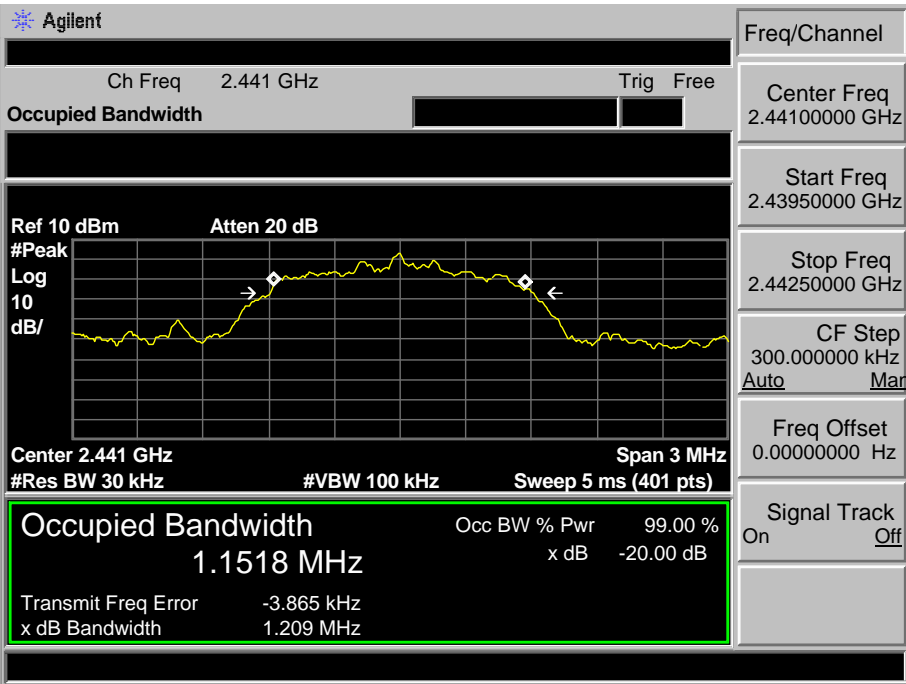 Agilent
Freq/Channel
Ch Freq 2.441 GHz Trig Free
Occupied Bandwidth
Center Freq
2.44100000 GHz
Start Freq
2.43950000 GHz
Stop Freq
2.44250000 GHz
CF Step
300.000000 kHz
Auto Mar
Freq Offset
0.00000000 Hz
Signal Track
On Off
Ref 10 dBm Atten 20 dB
#Peak
Log
10
dB/
Center 2.441 GHz Span 3 MHz
#Res BW 30 kHz #VBW 100 kHz Sweep 5 ms (401 pts)
Occupied Bandwidth
1.1518 MHz
Occ BW % Pwr 99.00 %
x dB -20.00 dB
Transmit Freq Error -3.865 kHz
x dB Bandwidth 1.209 MHz